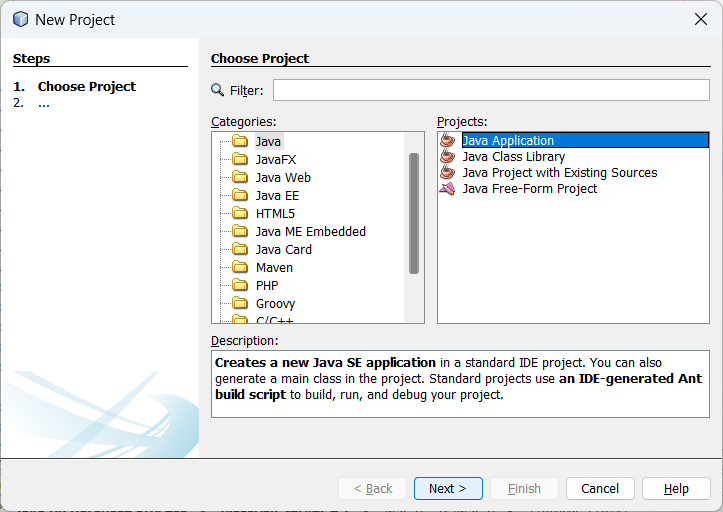 New Project
Steps
1. Choose Project
2. ...
Choose Project
Filter:
Categories:
Java
JavaFX
Java Web
Java EE
HTML5
Java ME Embedded
Java Card
Maven
PHP
Groovy
C/C++
Projects:
Java Application
Java Class Library
Java Project with Existing Sources
Java Free-Form Project
Description:
Creates a new Java SE application in a standard IDE project. You can also
generate a main class in the project. Standard projects use an IDE-generated Ant
build script to build, run, and debug your project.
< Back
Next >
Finish
Cancel
Help